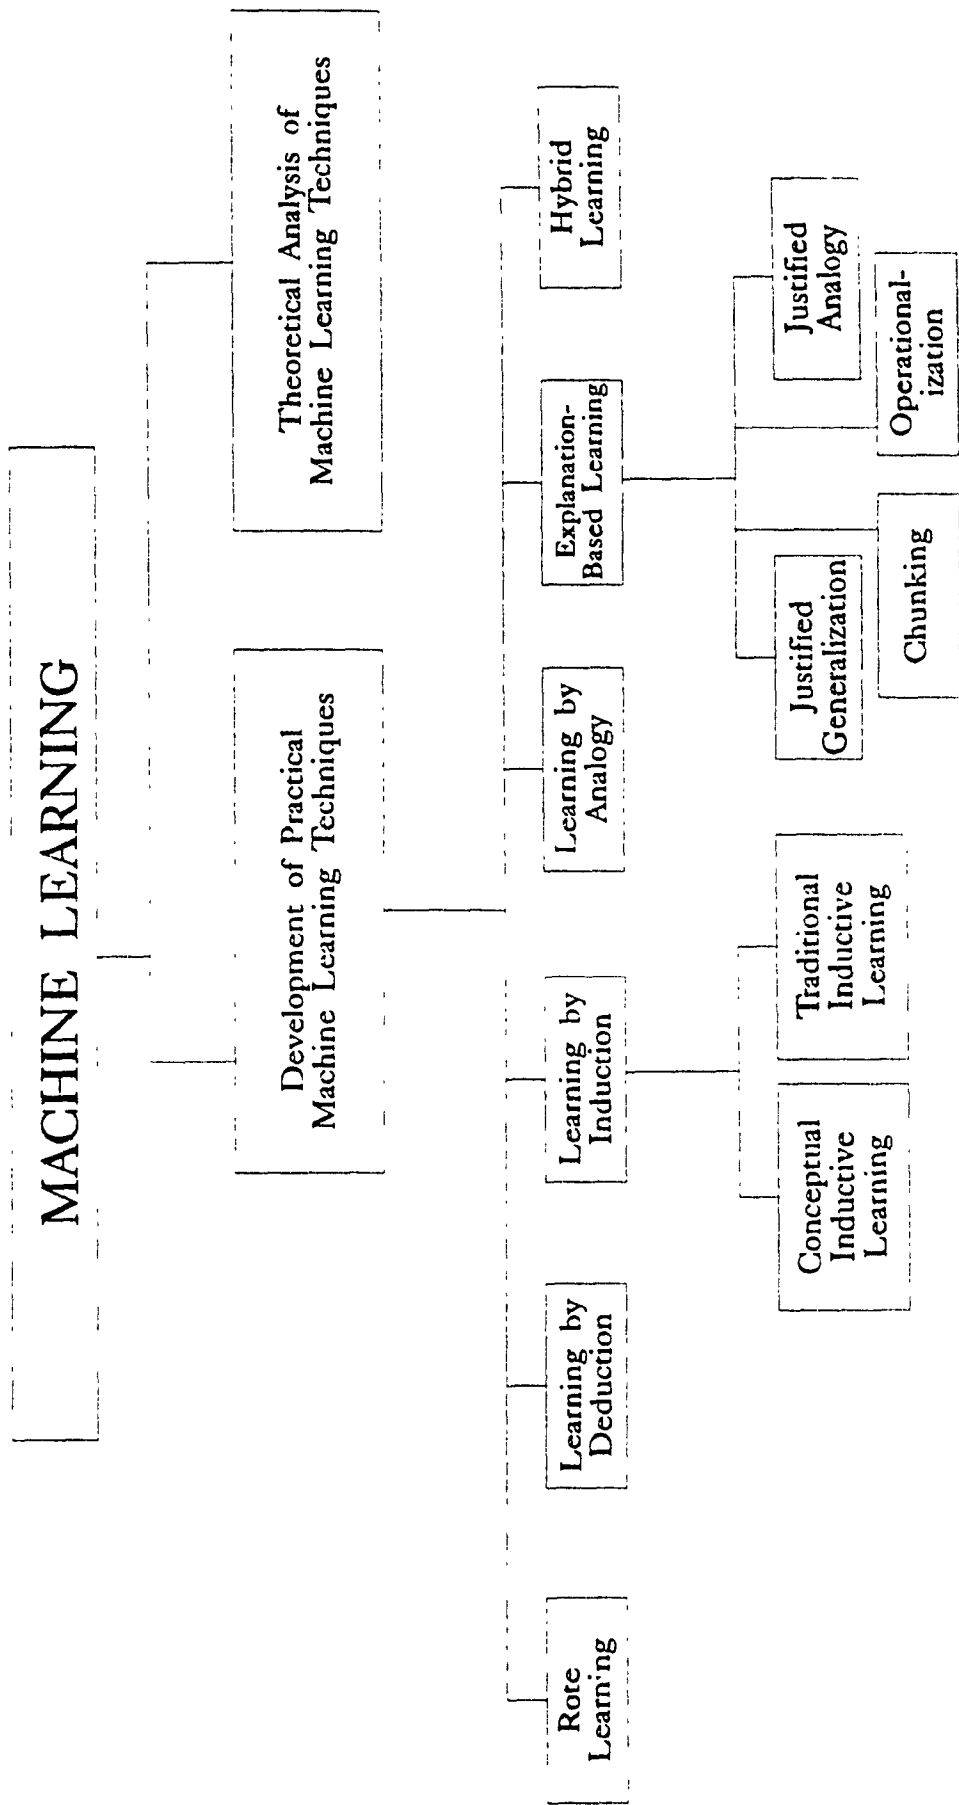 MACHINE LEARNING
Development of Practical
Machine Learning Techniques
Theoretical Analysis of
Machine Learning Techniques
Rote
Learning
Learning by
Deduction
Learning by
Induction
Learning by
Analogy
Explanation-
Based Learning
Hybrid
Learning
Conceptual
Inductive
Learning
Traditional
Inductive
Learning
Justified
Generalization
Chunking
Operational-
ization
Justified
Analogy